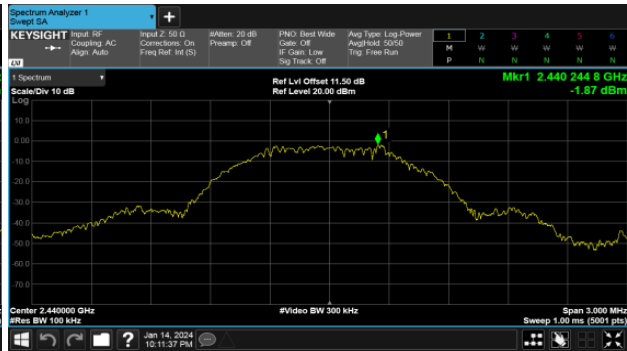 Spectrum Analyzer 1
Swept SA
+
KEYSIGHT Input: RF Input Z: 50 Ω #Atten: 20 dB PNO: Best Wide Avg Type: Log-Power 1 2 3 4 5 6
Coupling: AC Corrections: On Preamp: Off Gate: Off Avg|Hold: 50/50 M W W W W W
Align: Auto Freq Ref: Int (S) IF Gain: Low Trig: Free Run P N N N N N
LXI Sig Track: Off
1 Spectrum Ref Lvl Offset 11.50 dB Mkr1 2.440 244 8 GHz
Scale/Div 10 dB Ref Level 20.00 dBm -1.87 dBm
Log
10.0
1
0.00
-10.0
-20.0
-30.0
-40.0
-50.0
-60.0
-70.0
Center 2.440000 GHz #Video BW 300 kHz Span 3.000 MHz
#Res BW 100 kHz Sweep 1.00 ms (5001 pts)
? Jan 14, 2024
10:11:37 PM